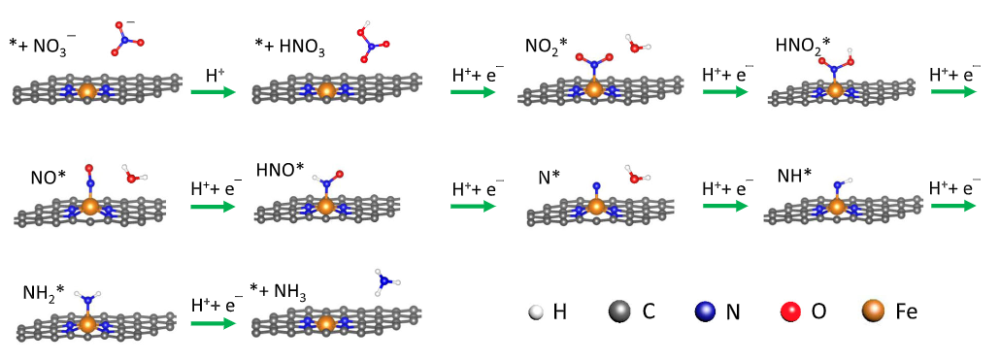 * + NO₃⁻
H⁺
* + HNO₃
H⁺+ e⁻
NO₂*
H⁺+ e⁻
HNO₂*
H⁺+ e⁻
NO*
H⁺+ e⁻
HNO*
H⁺+ e⁻
N*
H⁺+ e⁻
NH*
H⁺+ e⁻
NH₂*
H⁺+ e⁻
* + NH₃
H
C
N
O
Fe